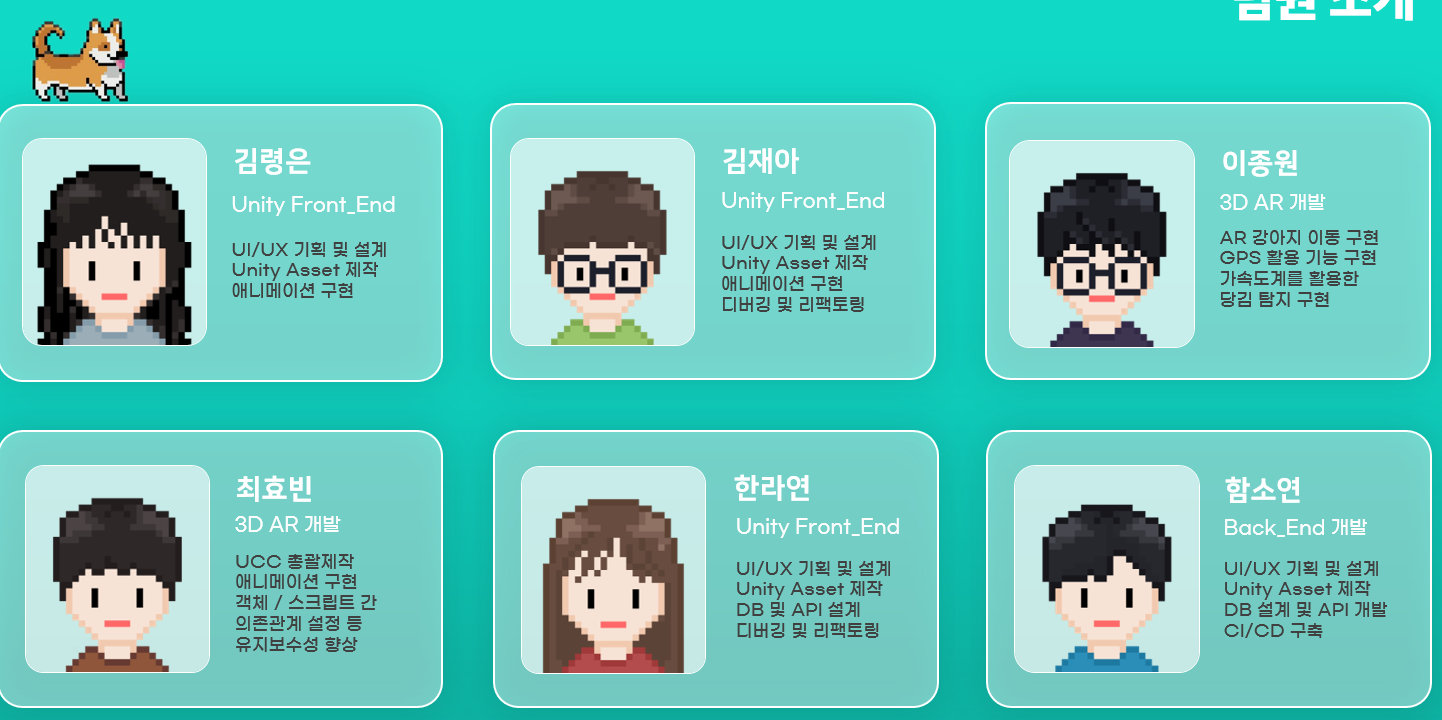 팀원 소개
김령은
Unity Front_End
UI/UX 기획 및 설계
Unity Asset 제작
애니메이션 구현
김재아
Unity Front_End
UI/UX 기획 및 설계
Unity Asset 제작
애니메이션 구현
디버깅 및 리팩토링
이종원
3D AR 개발
AR 강아지 이동 구현
GPS 활용 기능 구현
가속도계를 활용한
당김 탐지 구현
최효빈
3D AR 개발
UCC 총괄제작
애니메이션 구현
객체 / 스크립트 간
의존관계 설정 등
유지보수성 향상
한라연
Unity Front_End
UI/UX 기획 및 설계
Unity Asset 제작
DB 및 API 설계
디버깅 및 리팩토링
함소연
Back_End 개발
UI/UX 기획 및 설계
Unity Asset 제작
DB 설계 및 API 개발
CI/CD 구축